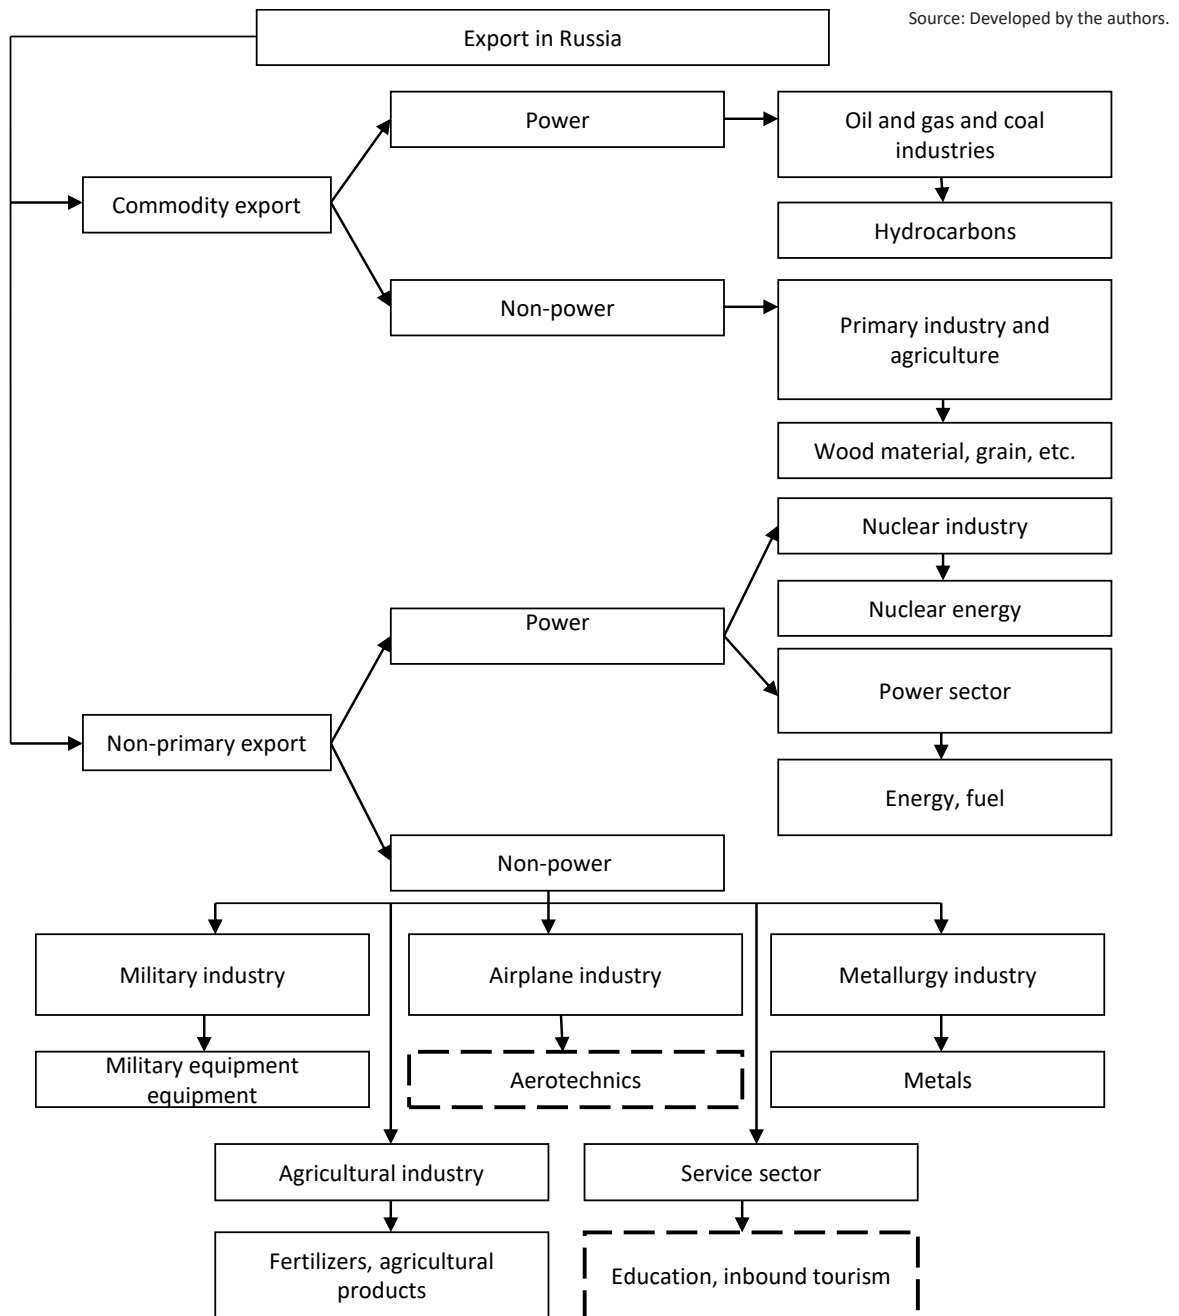 Source: Developed by the authors.
Export in Russia
Power
Oil and gas and coal
industries
Commodity export
Hydrocarbons
Non-power
Primary industry and
agriculture
Wood material, grain, etc.
Nuclear industry
Nuclear energy
Power
Power sector
Non-primary export
Energy, fuel
Non-power
Military industry
Airplane industry
Metallurgy industry
Military equipment
equipment
Aerotechnics
Metals
Agricultural industry
Service sector
Fertilizers, agricultural
products
Education, inbound tourism